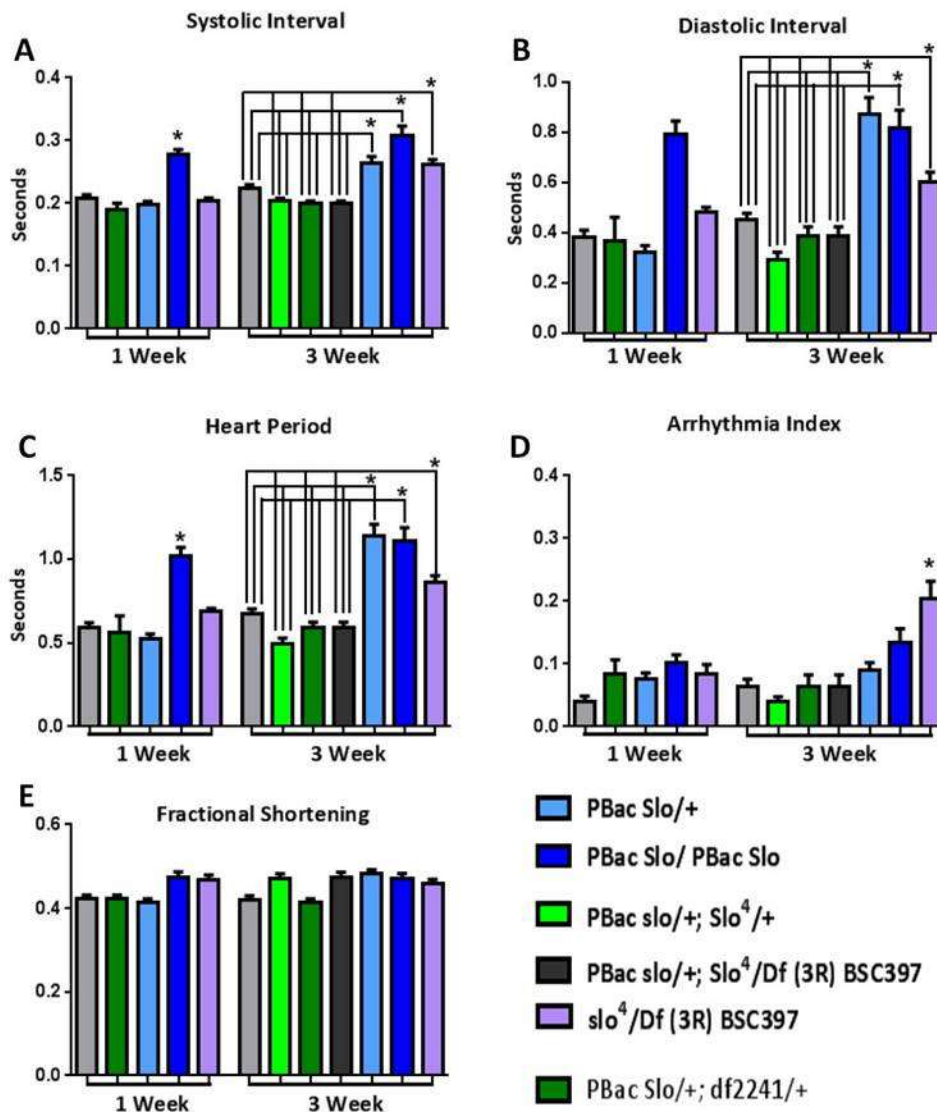 Systolic Interval
A
Seconds
0.4
0.3
0.2
0.1
0.0
*
*
*
*
1 Week
3 Week
Diastolic Interval
B
Seconds
1.0
0.8
0.6
0.4
0.2
0.0
*
*
*
1 Week
3 Week
Heart Period
C
Seconds
1.5
1.0
0.5
0.0
*
*
*
*
1 Week
3 Week
Arrhythmia Index
D
0.4
0.3
0.2
0.1
0.0
*
1 Week
3 Week
E
Fractional Shortening
0.6
0.4
0.2
0.0
1 Week
3 Week
PBac Slo/+
PBac Slo/ PBac Slo
PBac slo/+; Slo⁴/+
PBac slo/+; Slo⁴/Df (3R) BSC397
slo⁴/Df (3R) BSC397
PBac Slo/+; df2241/+